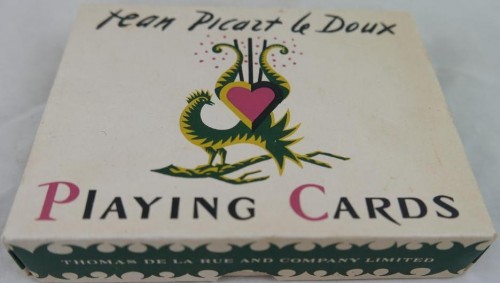 Jean Picart le Doux
PLAYING CARDS
THOMAS DE LA RUE AND COMPANY LIMITED